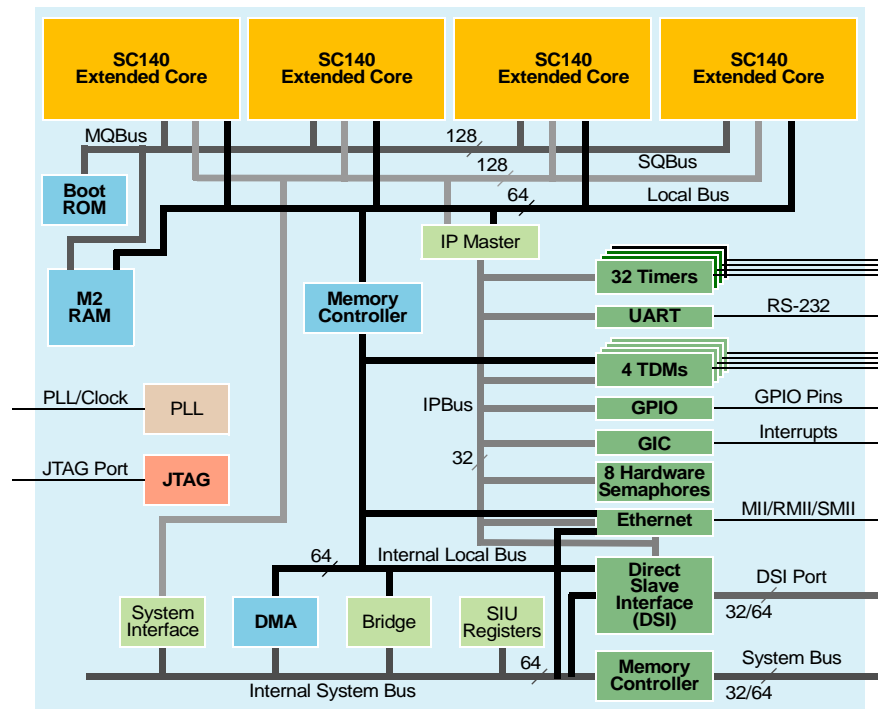 SC140
Extended Core
SC140
Extended Core
SC140
Extended Core
SC140
Extended Core
MQBus
128
128
SQBus
Boot
ROM
64
Local Bus
IP Master
M2
RAM
Memory
Controller
32 Timers
UART
RS-232
4 TDMs
PLL/Clock
PLL
IPBus
GPIO
GPIO Pins
GIC
Interrupts
JTAG Port
JTAG
32
8 Hardware
Semaphores
Ethernet
MII/RMII/SMII
64
Internal Local Bus
Direct
Slave
Interface
(DSI)
DSI Port
32/64
System
Interface
DMA
Bridge
SIU
Registers
64
Internal System Bus
Memory
Controller
System Bus
32/64